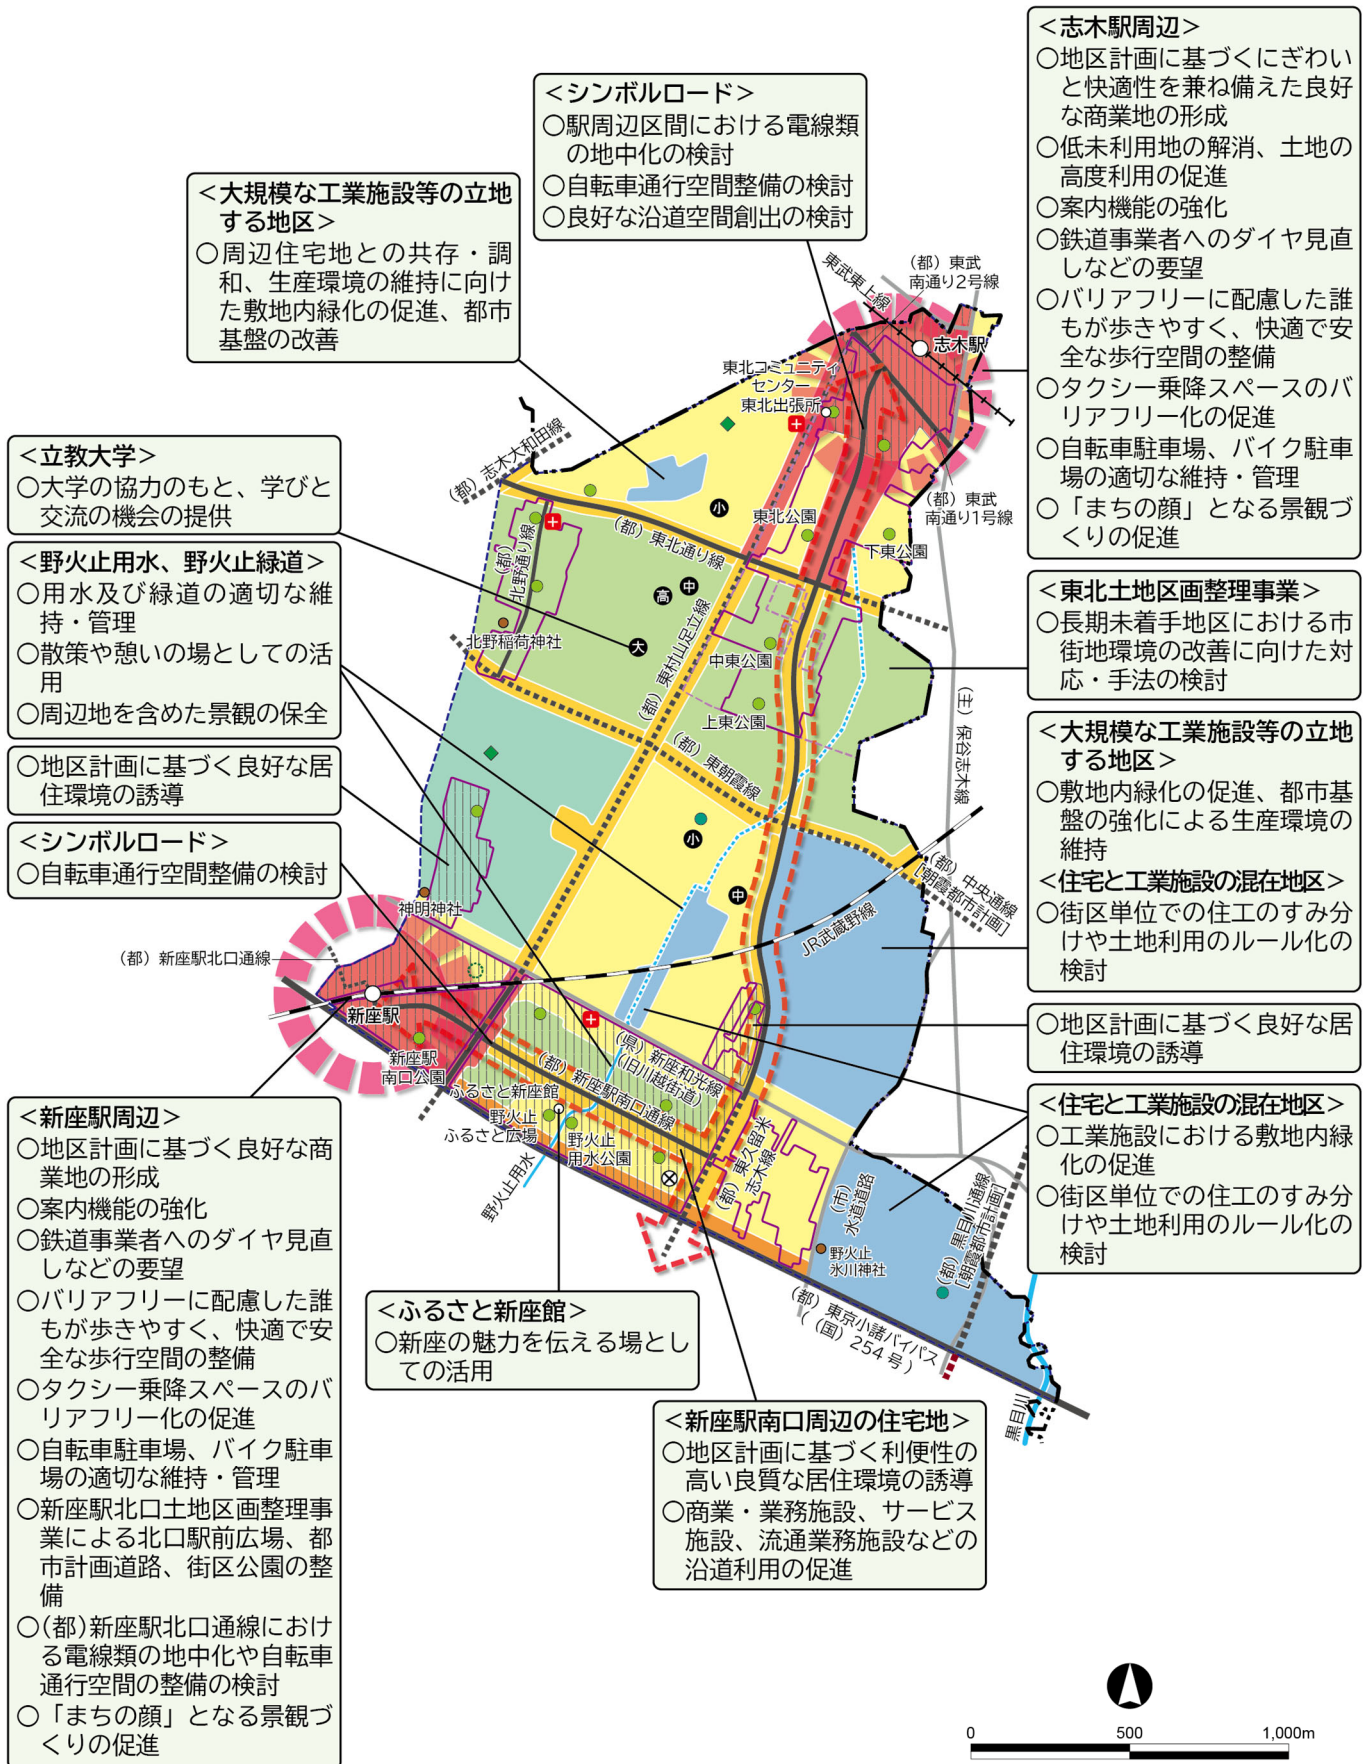 ＜志木駅周辺＞
○地区計画に基づくにぎわい
と快適性を兼ね備えた良好
な商業地の形成
○低未利用地の解消、土地の
高度利用の促進
○案内機能の強化
○鉄道事業者へのダイヤ見直
しなどの要望
○バリアフリーに配慮した誰
もが歩きやすく、快適で安
全な歩行空間の整備
○タクシー乗降スペースのバ
リアフリー化の促進
○自転車駐車場、バイク駐車
場の適切な維持・管理
○「まちの顔」となる景観づ
くりの促進
＜シンボルロード＞
○駅周辺区間における電線類
の地中化の検討
○自転車通行空間整備の検討
○良好な沿道空間創出の検討
＜大規模な工業施設等の立地
する地区＞
○周辺住宅地との共存・調
和、生産環境の維持に向け
た敷地内緑化の促進、都市
基盤の改善
＜立教大学＞
○大学の協力のもと、学びと
交流の機会の提供
＜野火止用水、野火止緑道＞
○用水及び緑道の適切な維
持・管理
○散策や憩いの場としての活
用
○周辺地を含めた景観の保全
○地区計画に基づく良好な居
住環境の誘導
＜シンボルロード＞
○自転車通行空間整備の検討
＜東北土地区画整理事業＞
○長期未着手地区における市
街地環境の改善に向けた対
応・手法の検討
＜大規模な工業施設等の立地
する地区＞
○敷地内緑化の促進、都市基
盤の強化による生産環境の
維持
＜住宅と工業施設の混在地区＞
○街区単位での住工のすみ分
けや土地利用のルール化の
検討
○地区計画に基づく良好な居
住環境の誘導
＜住宅と工業施設の混在地区＞
○工業施設における敷地内緑
化の促進
○街区単位での住工のすみ分
けや土地利用のルール化の
検討
＜新座駅周辺＞
○地区計画に基づく良好な商
業地の形成
○案内機能の強化
○鉄道事業者へのダイヤ見直
しなどの要望
○バリアフリーに配慮した誰
もが歩きやすく、快適で安
全な歩行空間の整備
○タクシー乗降スペースのバ
リアフリー化の促進
○自転車駐車場、バイク駐車
場の適切な維持・管理
○新座駅北口土地区画整理事
業による北口駅前広場、都
市計画道路、街区公園の整
備
○(都)新座駅北口通線におけ
る電線類の地中化や自転車
通行空間の整備の検討
○「まちの顔」となる景観づ
くりの促進
＜ふるさと新座館＞
○新座の魅力を伝える場とし
ての活用
＜新座駅南口周辺の住宅地＞
○地区計画に基づく利便性の
高い良質な居住環境の誘導
○商業・業務施設、サービス
施設、流通業務施設などの
沿道利用の促進
東武東上線
（都）東武
南通り2号線
志木駅
東北コミュニティ
センター
東北出張所
（都）志木大和田線
（都）東武
南通り1号線
小
東北公園
下東公園
（都）東北通り線
（都）
北野通り線
高
中
大
北野稲荷神社
（都）東村山足立線
中東公園
上東公園
（都）東朝霞線
（主）保谷志木線
小
中
（都）中央通線
［朝霞都市計画］
JR武蔵野線
神明神社
（都）新座駅北口通線
新座駅
新座駅
南口公園
（県）新座和光線
（旧川越街道）
（都）新座駅南口通線
ふるさと新座館
野火止
ふるさと広場
野火止
用水公園
野火止用水
（都）東久留米
志木線
（市）
水道道路
野火止
氷川神社
（都）黒目川通線
［朝霞都市計画］
（都）東京小諸バイパス
（（国）254号）
黒目川
0 500 1,000m